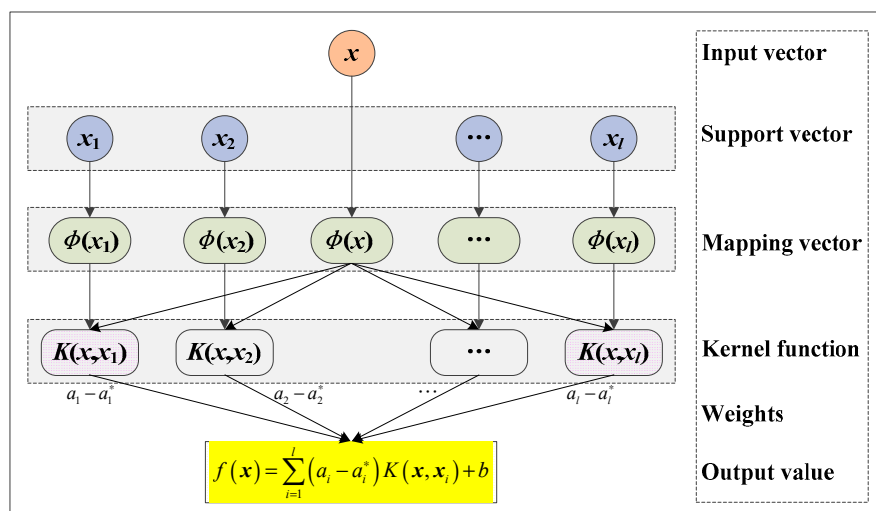 x Input vector
x₁ x₂ ··· xₗ Support vector
Φ(x₁) Φ(x₂) Φ(x) ··· Φ(xₗ) Mapping vector
K(x,x₁) K(x,x₂) ··· K(x,xₗ) Kernel function
a₁ − a₁* a₂ − a₂* ··· aₗ − aₗ* Weights
f(x) = ∑ᵢ₌₁ˡ (aᵢ − aᵢ*) K(x, xᵢ) + b Output value